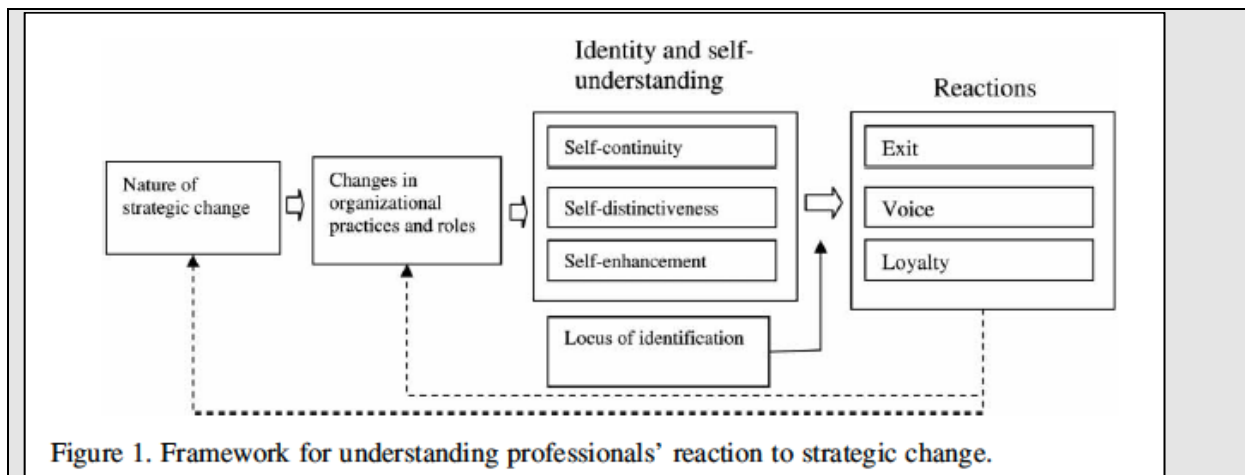 Identity and self-
understanding
Reactions
Nature of
strategic change
Changes in
organizational
practices and roles
Self-continuity
Self-distinctiveness
Self-enhancement
Exit
Voice
Loyalty
Locus of identification
Figure 1. Framework for understanding professionals’ reaction to strategic change.